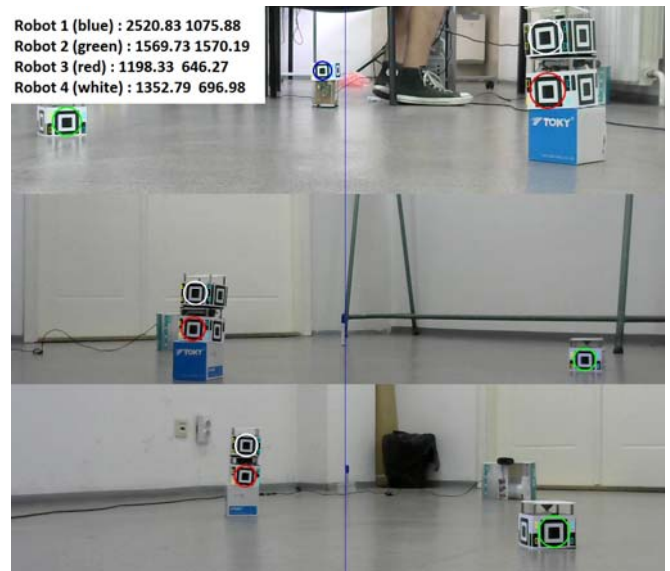 Robot 1 (blue) : 2520.83 1075.88
Robot 2 (green) : 1569.73 1570.19
Robot 3 (red) : 1198.33 646.27
Robot 4 (white) : 1352.79 696.98
TOKY
TOKY